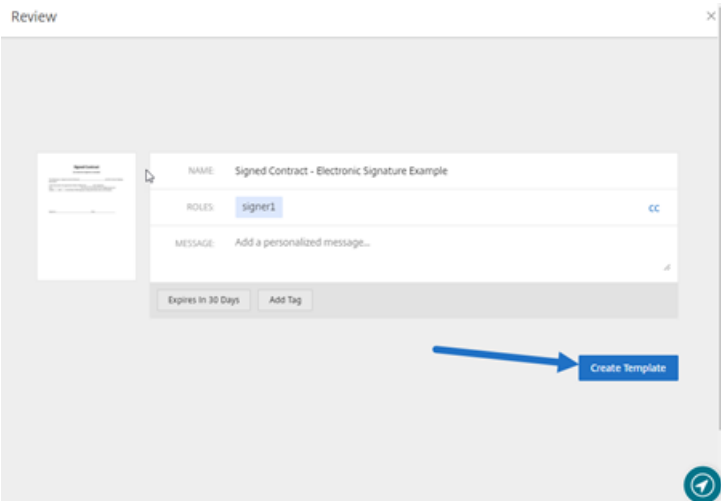 Review
Signed Contract
NAME: Signed Contract - Electronic Signature Example
ROLES: signer1 CC
MESSAGE: Add a personalized message...
Expires In 30 Days Add Tag
Create Template